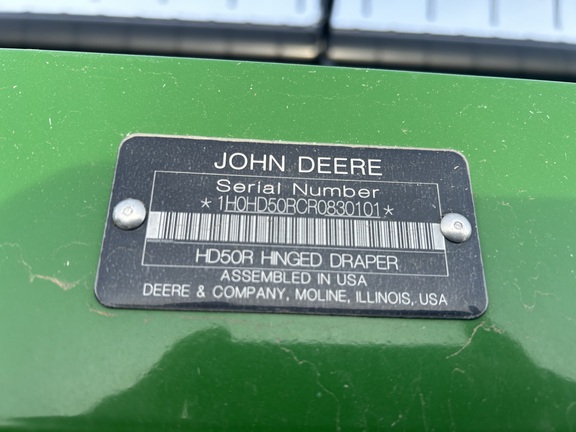 JOHN DEERE
Serial Number
*1H0HD50RCR0830101*
HD50R HINGED DRAPER
ASSEMBLED IN USA
DEERE & COMPANY, MOLINE, ILLINOIS, USA